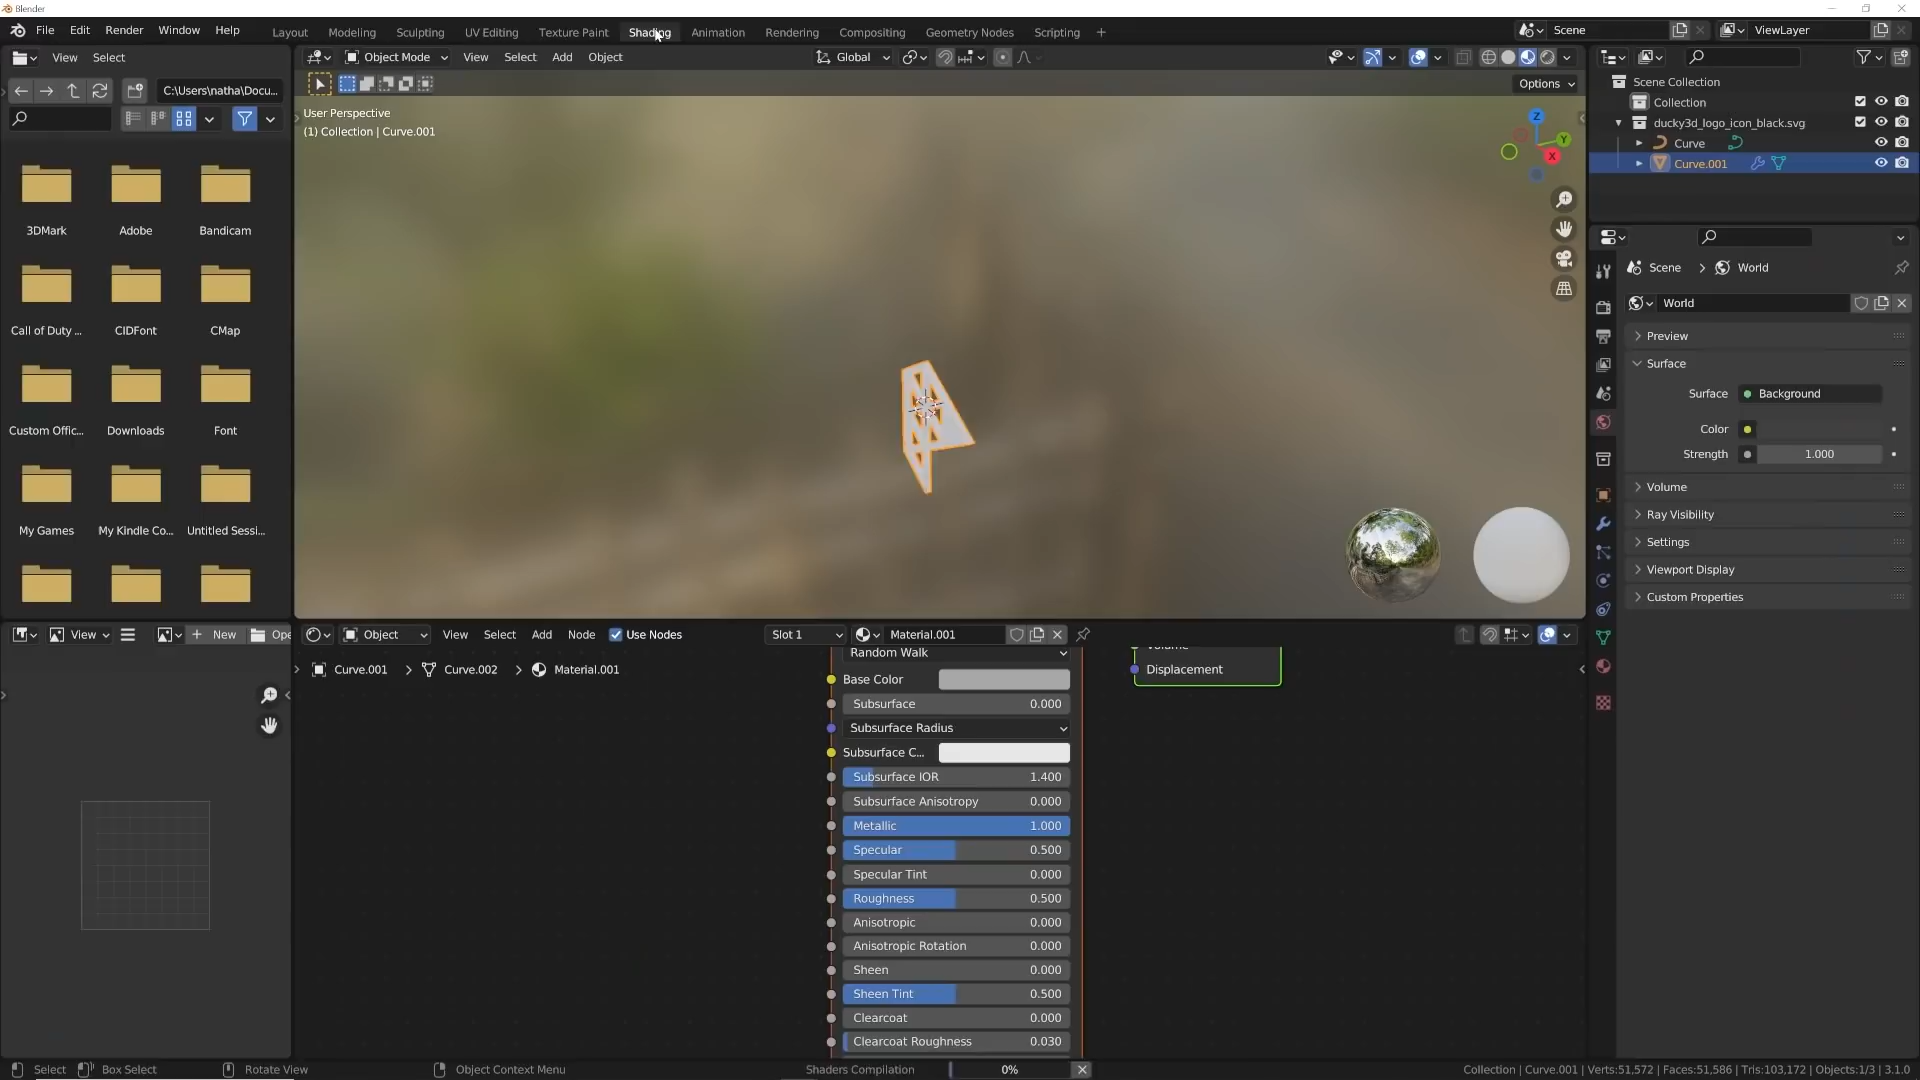 Blender
File Edit Render Window Help
Layout Modeling Sculpting UV Editing Texture Paint Shading Animation Rendering Compositing Geometry Nodes Scripting +
Scene
ViewLayer
View Select
Object Mode View Select Add Object
Global
Options
C:\Users\natha\Docu...
3DMark Adobe Bandicam
Call of Duty ... CIDFont CMap
Custom Offic... Downloads Font
My Games My Kindle Co... Untitled Sessi...
User Perspective
(1) Collection | Curve.001
Z
Y
X
Scene Collection
Collection
ducky3d_logo_icon_black.svg
Curve
Curve.001
Scene > World
World
Preview
Surface
Surface Background
Color
Strength 1.000
Volume
Ray Visibility
Settings
Viewport Display
Custom Properties
View + New Ope
Object View Select Add Node Use Nodes Slot 1 Material.001
Curve.001 > Curve.002 > Material.001
Random Walk
Base Color
Subsurface 0.000
Subsurface Radius
Subsurface C...
Subsurface IOR 1.400
Subsurface Anisotropy 0.000
Metallic 1.000
Specular 0.500
Specular Tint 0.000
Roughness 0.500
Anisotropic 0.000
Anisotropic Rotation 0.000
Sheen 0.000
Sheen Tint 0.500
Clearcoat 0.000
Clearcoat Roughness 0.030
Displacement
Select Box Select Rotate View Object Context Menu
Shaders Compilation 0%
Collection | Curve.001 | Verts:51,572 | Faces:51,586 | Tris:103,172 | Objects:1/3 | 3.1.0